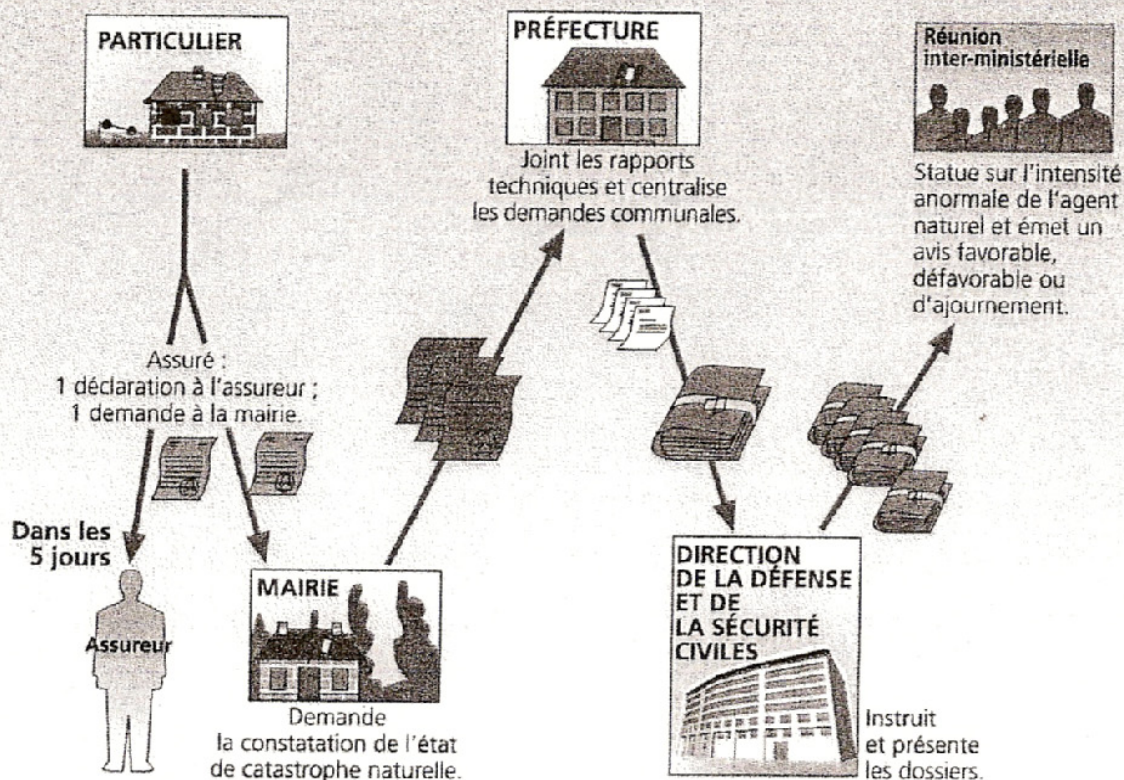 PARTICULIER
Assuré :
1 déclaration à l'assureur ;
1 demande à la mairie.
Dans les
5 jours
Assureur
MAIRIE
Demande
la constatation de l'état
de catastrophe naturelle.
PRÉFECTURE
Joint les rapports
techniques et centralise
les demandes communales.
DIRECTION
DE LA DÉFENSE
ET DE
LA SÉCURITÉ
CIVILES
Instruit
et présente
les dossiers.
Réunion
inter-ministérielle
Statue sur l'intensité
anormale de l'agent
naturel et émet un
avis favorable,
défavorable ou
d'ajournement.